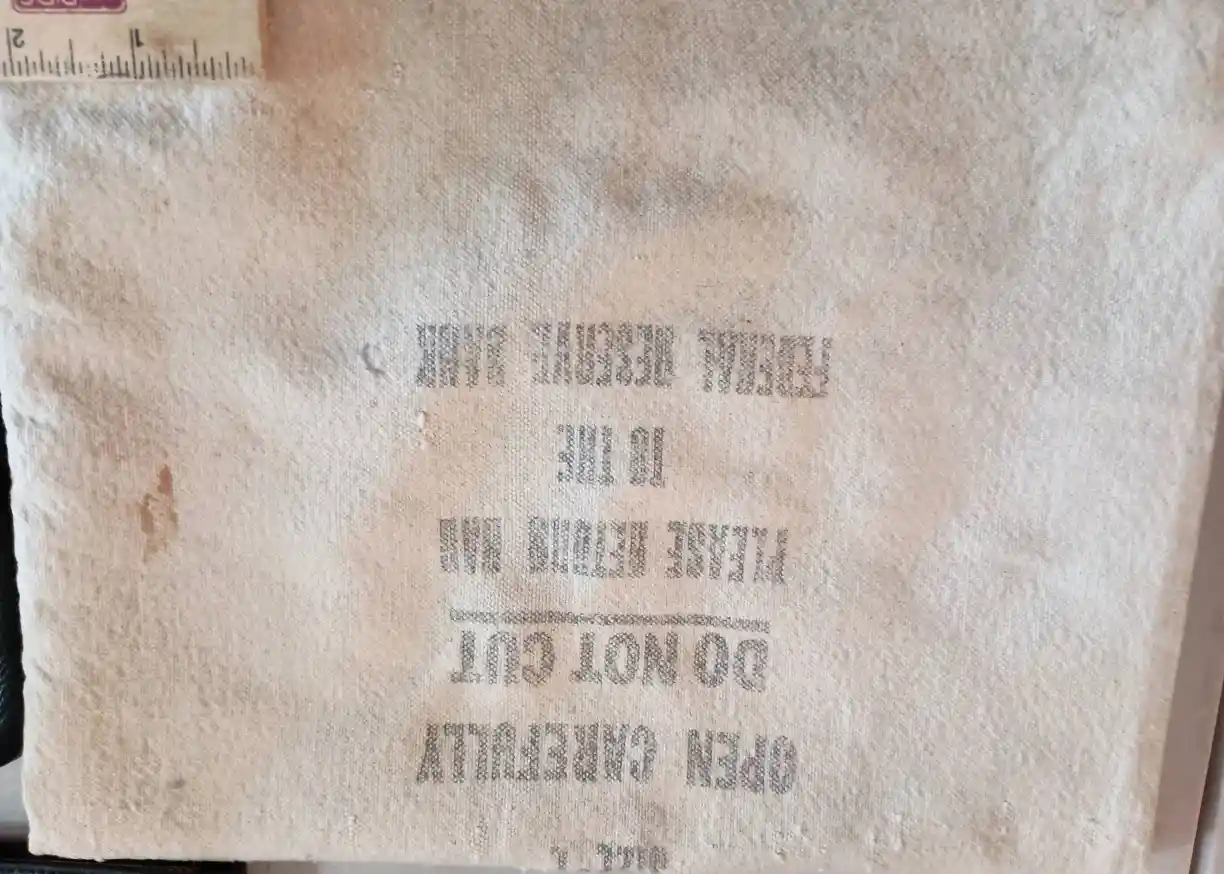 OPEN CAREFULLY
DO NOT CUT
PLEASE RETURN BAG
TO THE
FEDERAL RESERVE BANK
1 2